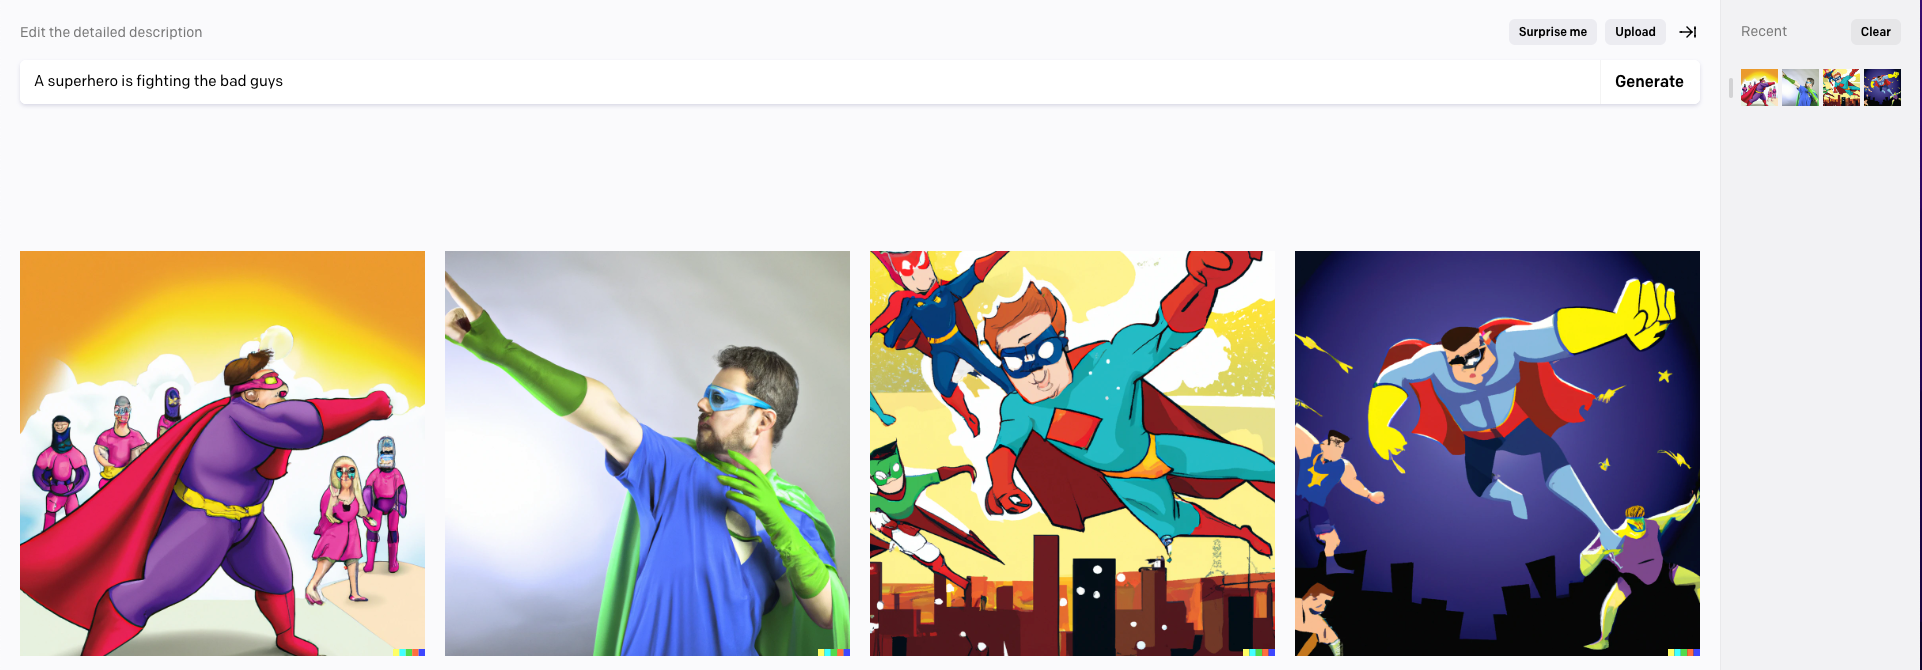 Edit the detailed description
Surprise me
Upload
Recent
Clear
A superhero is fighting the bad guys
Generate